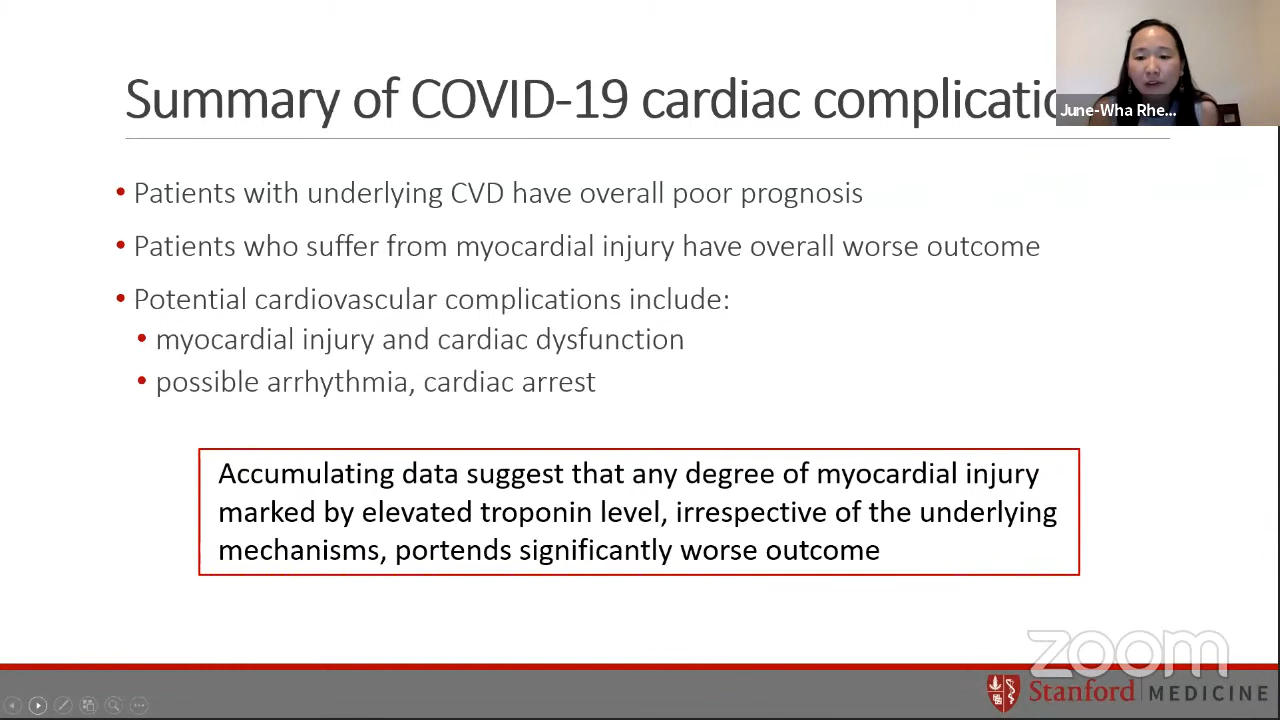 Summary of COVID-19 cardiac complicatio
June-Wha Rhe...
• Patients with underlying CVD have overall poor prognosis
• Patients who suffer from myocardial injury have overall worse outcome
• Potential cardiovascular complications include:
• myocardial injury and cardiac dysfunction
• possible arrhythmia, cardiac arrest
Accumulating data suggest that any degree of myocardial injury
marked by elevated troponin level, irrespective of the underlying
mechanisms, portends significantly worse outcome
zoom
Stanford MEDICINE